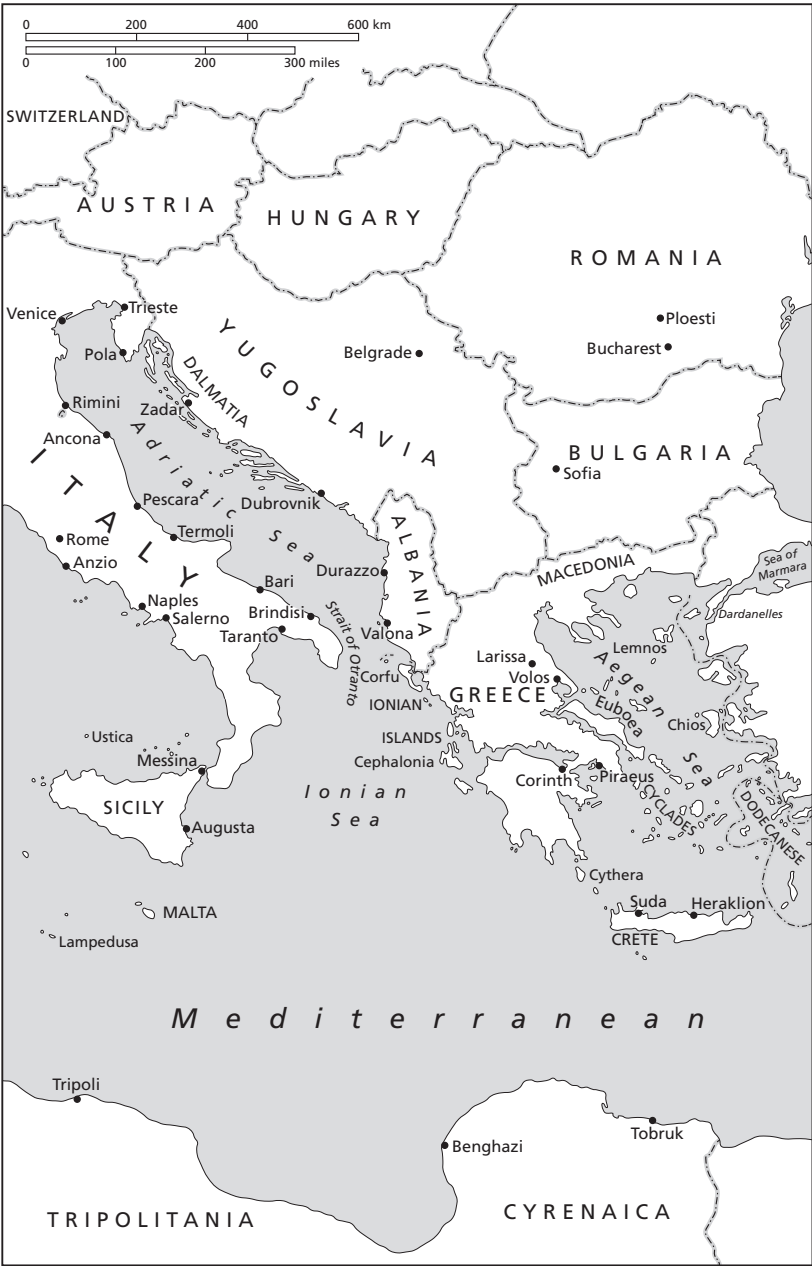 0 200 400 600 km
0 100 200 300 miles
SWITZERLAND
AUSTRIA
HUNGARY
ROMANIA
Venice
Trieste
Ploesti
YUGOSLAVIA
Bucharest
Belgrade
Pola
DALMATIA
Rimini
Zadar
Ancona
Adriatic Sea
BULGARIA
Sofia
ITALY
Pescara
Dubrovnik
ALBANIA
Rome
Termoli
Anzio
Durazzo
MACEDONIA
Sea of
Marmara
Bari
Naples
Brindisi
Strait of Otranto
Salerno
Taranto
Valona
Dardanelles
Lemnos
Larissa
Aegean Sea
Corfu
Volos
GREECE
IONIAN
ISLANDS
Euboea
Chios
Ustica
Cephalonia
Messina
Corinth
Piraeus
SICILY
Ionian
Sea
CYCLADES
DODECANESE
Augusta
Cythera
MALTA
Suda
Heraklion
Lampedusa
CRETE
Mediterranean
Tripoli
Tobruk
Benghazi
TRIPOLITANIA
CYRENAICA